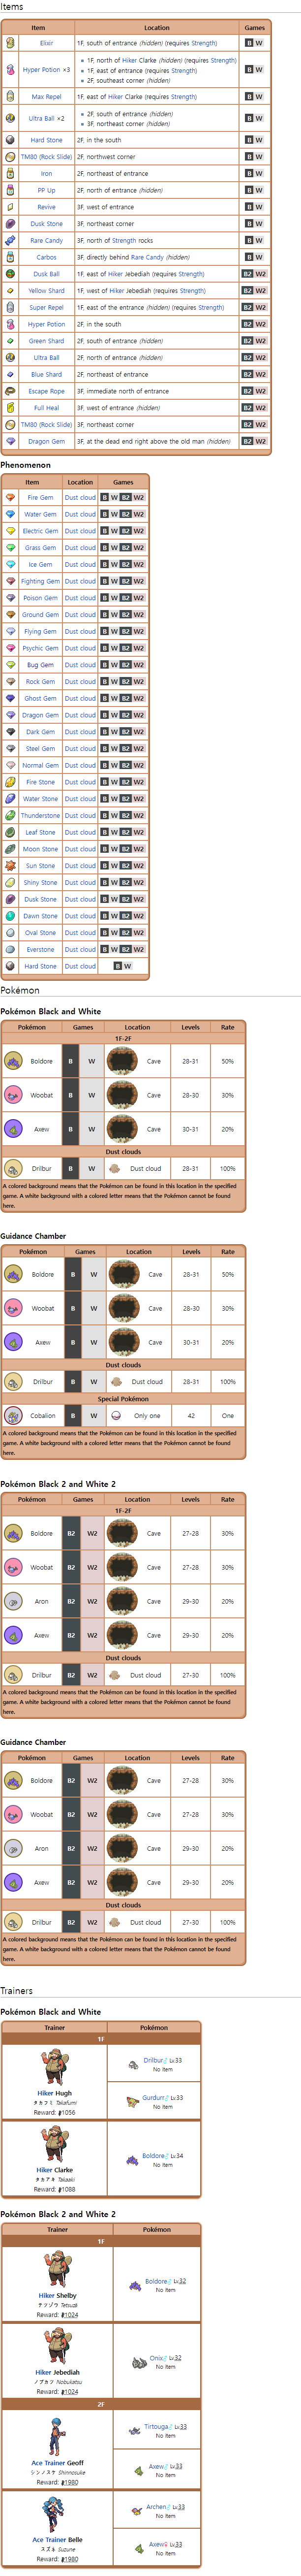 Items
Item Location Games
Elixir 1F, south of entrance (hidden) (requires Strength) B W
Hyper Potion ×3 1F, north of Hiker Clarke (hidden) (requires Strength) B W
1F, east of entrance (requires Strength)
2F, southeast corner (hidden)
Max Repel 1F, east of Hiker Clarke (hidden) (requires Strength) B W
Ultra Ball ×2 2F, south of entrance (hidden) B W
3F, northeast corner (hidden)
Hard Stone 2F, in the south B W
TM80 (Rock Slide) 2F, northwest corner B W
Iron 2F, northeast of entrance B W
PP Up 2F, north of entrance (hidden) B W
Revive 3F, west of entrance B W
Dusk Stone 3F, northeast corner B W
Rare Candy 3F, north of Strength rocks B W
Carbos 3F, directly behind Rare Candy (hidden) B W
Dusk Ball 1F, east of Hiker Jebediah (requires Strength) B2 W2
Yellow Shard 1F, west of Hiker Jebediah (requires Strength) B2 W2
Super Repel 1F, east of the entrance (hidden) (requires Strength) B2 W2
Hyper Potion 2F, in the south B2 W2
Green Shard 2F, south of entrance (hidden) B2 W2
Ultra Ball 2F, north of entrance (hidden) B2 W2
Blue Shard 2F, northeast of entrance B2 W2
Escape Rope 3F, immediate north of entrance B2 W2
Full Heal 3F, west of entrance (hidden) B2 W2
TM80 (Rock Slide) 3F, northeast corner B2 W2
Dragon Gem 3F, at the dead end right above the old man (hidden) B2 W2
Phenomenon
Item Location Games
Fire Gem Dust cloud B W B2 W2
Water Gem Dust cloud B W B2 W2
Electric Gem Dust cloud B W B2 W2
Grass Gem Dust cloud B W B2 W2
Ice Gem Dust cloud B W B2 W2
Fighting Gem Dust cloud B W B2 W2
Poison Gem Dust cloud B W B2 W2
Ground Gem Dust cloud B W B2 W2
Flying Gem Dust cloud B W B2 W2
Psychic Gem Dust cloud B W B2 W2
Bug Gem Dust cloud B W B2 W2
Rock Gem Dust cloud B W B2 W2
Ghost Gem Dust cloud B W B2 W2
Dragon Gem Dust cloud B W B2 W2
Dark Gem Dust cloud B W B2 W2
Steel Gem Dust cloud B W B2 W2
Normal Gem Dust cloud B W B2 W2
Fire Stone Dust cloud B W B2 W2
Water Stone Dust cloud B W B2 W2
Thunderstone Dust cloud B W B2 W2
Leaf Stone Dust cloud B W B2 W2
Moon Stone Dust cloud B W B2 W2
Sun Stone Dust cloud B W B2 W2
Shiny Stone Dust cloud B W B2 W2
Dusk Stone Dust cloud B W B2 W2
Dawn Stone Dust cloud B W B2 W2
Oval Stone Dust cloud B W B2 W2
Everstone Dust cloud B W B2 W2
Hard Stone Dust cloud B W
Pokémon
Pokémon Black and White
Pokémon Games Location Levels Rate
1F-2F
Boldore B W Cave 28-31 50%
Woobat B W Cave 28-30 30%
Axew B W Cave 30-31 20%
Dust clouds
Drilbur B W Dust cloud 28-31 100%
A colored background means that the Pokémon can be found in this location in the specified
game. A white background with a colored letter means that the Pokémon cannot be found
here.
Guidance Chamber
Pokémon Games Location Levels Rate
Boldore B W Cave 28-31 50%
Woobat B W Cave 28-30 30%
Axew B W Cave 30-31 20%
Dust clouds
Drilbur B W Dust cloud 28-31 100%
Special Pokémon
Cobalion B W Only one 42 One
A colored background means that the Pokémon can be found in this location in the specified
game. A white background with a colored letter means that the Pokémon cannot be found
here.
Pokémon Black 2 and White 2
Pokémon Games Location Levels Rate
1F-2F
Boldore B2 W2 Cave 27-28 30%
Woobat B2 W2 Cave 27-28 30%
Aron B2 W2 Cave 29-30 20%
Axew B2 W2 Cave 29-30 20%
Dust clouds
Drilbur B2 W2 Dust cloud 27-30 100%
A colored background means that the Pokémon can be found in this location in the specified
game. A white background with a colored letter means that the Pokémon cannot be found
here.
Guidance Chamber
Pokémon Games Location Levels Rate
Boldore B2 W2 Cave 27-28 30%
Woobat B2 W2 Cave 27-28 30%
Aron B2 W2 Cave 29-30 20%
Axew B2 W2 Cave 29-30 20%
Dust clouds
Drilbur B2 W2 Dust cloud 27-30 100%
A colored background means that the Pokémon can be found in this location in the specified
game. A white background with a colored letter means that the Pokémon cannot be found
here.
Trainers
Pokémon Black and White
Trainer Pokémon
1F
Hiker Hugh
タカフミ Takafumi
Reward: 1056
Drilbur♂ Lv.33
No item
Gurdurr♂ Lv.33
No item
Hiker Clarke
タカアキ Takaaki
Reward: 1088
Boldore♂ Lv.34
No item
Pokémon Black 2 and White 2
Trainer Pokémon
1F
Hiker Shelby
テツゾウ Tetsuzō
Reward: 1024
Boldore♂ Lv.32
No item
Hiker Jebediah
ノブカツ Nobukatsu
Reward: 1024
Onix♂ Lv.32
No item
2F
Ace Trainer Geoff
シンノスケ Shinnosuke
Reward: 1980
Tirtouga♂ Lv.33
No item
Axew♂ Lv.33
No item
Ace Trainer Belle
スズネ Suzune
Reward: 1980
Archen♂ Lv.33
No item
Axew♀ Lv.33
No item